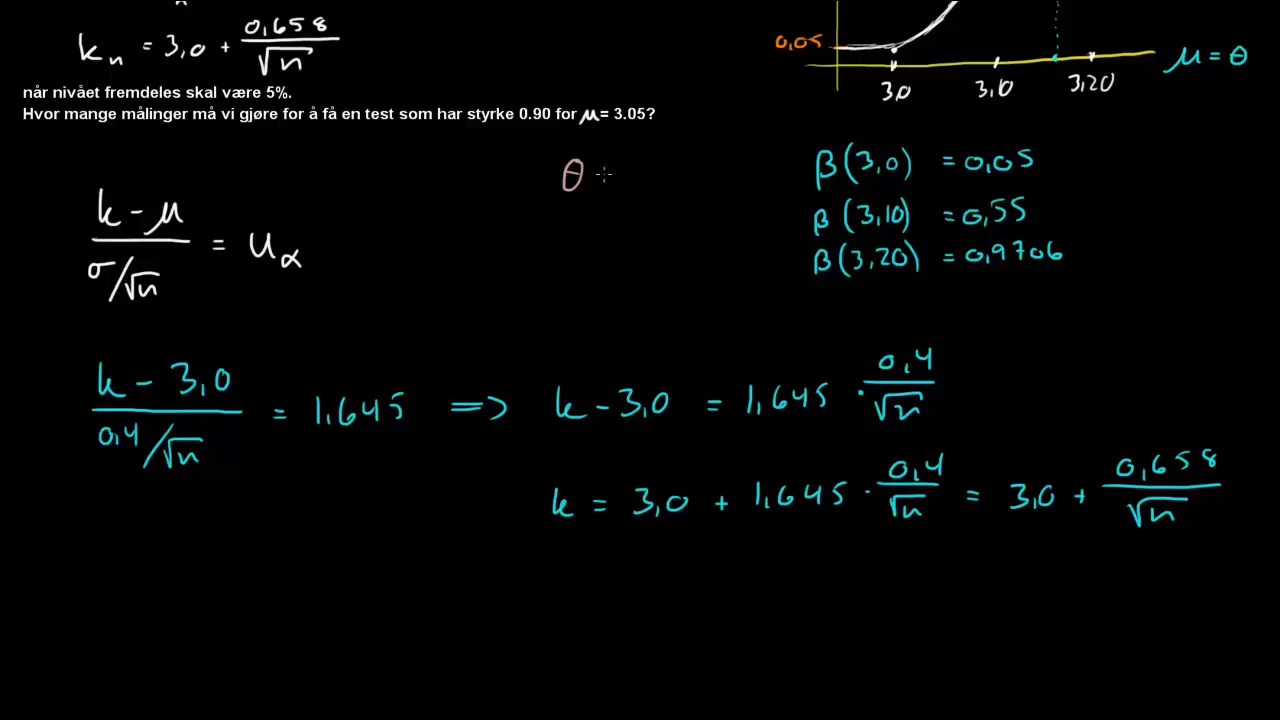 kₙ = 3,0 + 0,658/√n
når nivået fremdeles skal være 5%.
Hvor mange målinger må vi gjøre for å få en test som har styrke 0.90 for μ = 3.05?
0,05
3,0 3,10 3,20
μ = θ
θ
β(3,0) = 0,05
β(3,10) = 0,55
β(3,20) = 0,9706
(k - μ)/(σ/√n) = u_α
(k - 3,0)/(0,4/√n) = 1,645 ⟹ k - 3,0 = 1,645 · 0,4/√n
k = 3,0 + 1,645 · 0,4/√n = 3,0 + 0,658/√n